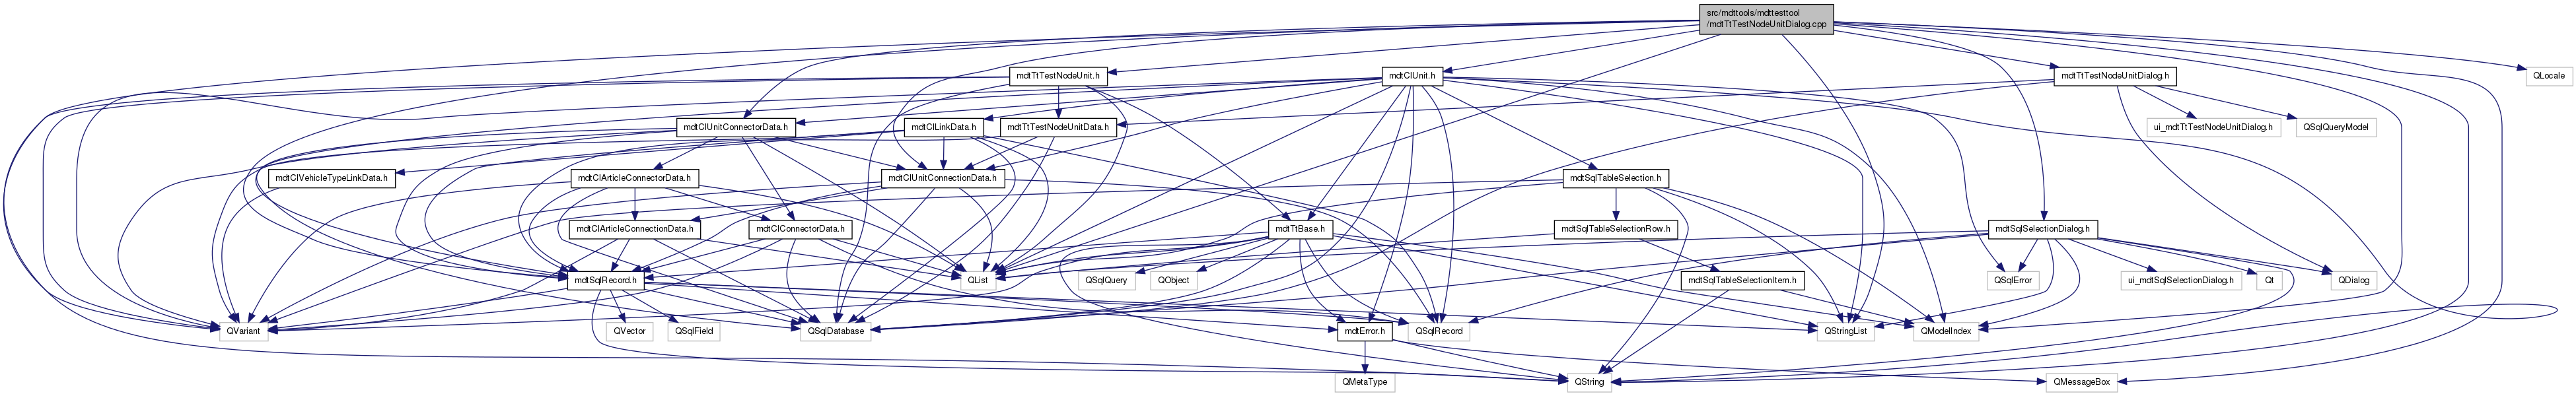 src/mdttools/mdttesttool
/mdtTtTestNodeUnitDialog.cpp
mdtTtTestNodeUnit.h
mdtClUnit.h
mdtTtTestNodeUnitDialog.h
QLocale
mdtClUnitConnectorData.h
mdtClLinkData.h
mdtTtTestNodeUnitData.h
ui_mdtTtTestNodeUnitDialog.h
QSqlQueryModel
mdtClVehicleTypeLinkData.h
mdtClArticleConnectorData.h
mdtClUnitConnectionData.h
mdtSqlTableSelection.h
mdtClArticleConnectionData.h
mdtClConnectorData.h
mdtTtBase.h
mdtSqlTableSelectionRow.h
mdtSqlSelectionDialog.h
mdtSqlRecord.h
QList
QSqlQuery
QObject
mdtSqlTableSelectionItem.h
QSqlError
ui_mdtSqlSelectionDialog.h
Qt
QDialog
QVariant
QVector
QSqlField
QSqlDatabase
mdtError.h
QSqlRecord
QStringList
QModelIndex
QMetaType
QString
QMessageBox